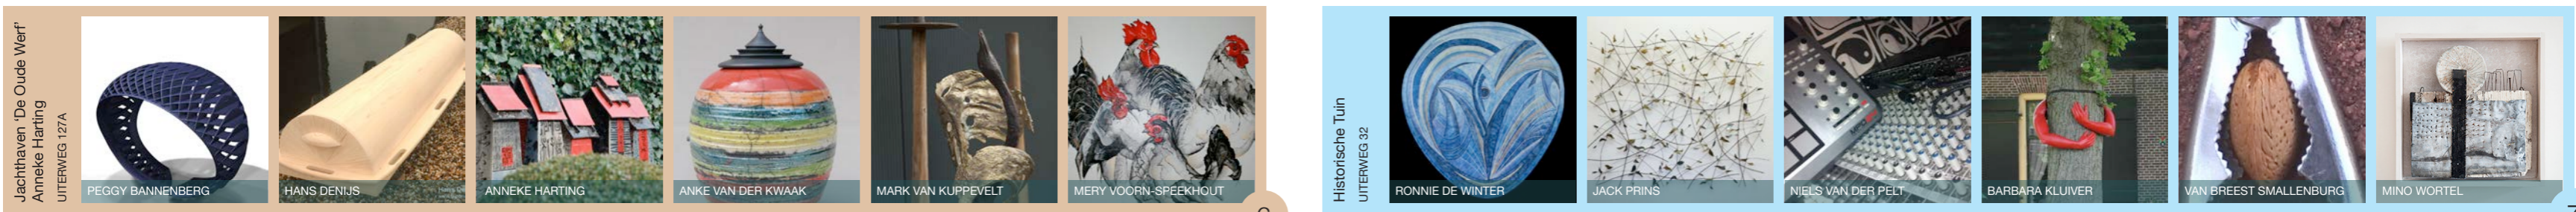 Jachthaven 'De Oude Werf'
Anneke Harting
UITERWEG 127A
PEGGY BANNENBERG
HANS DENIJS
ANNEKE HARTING
ANKE VAN DER KWAAK
MARK VAN KUPPEVELT
MERY VOORN-SPEEKHOUT
Historische Tuin
UITERWEG 32
RONNIE DE WINTER
JACK PRINS
NIELS VAN DER PELT
BARBARA KLUIVER
VAN BREEST SMALLENBURG
MINO WORTEL